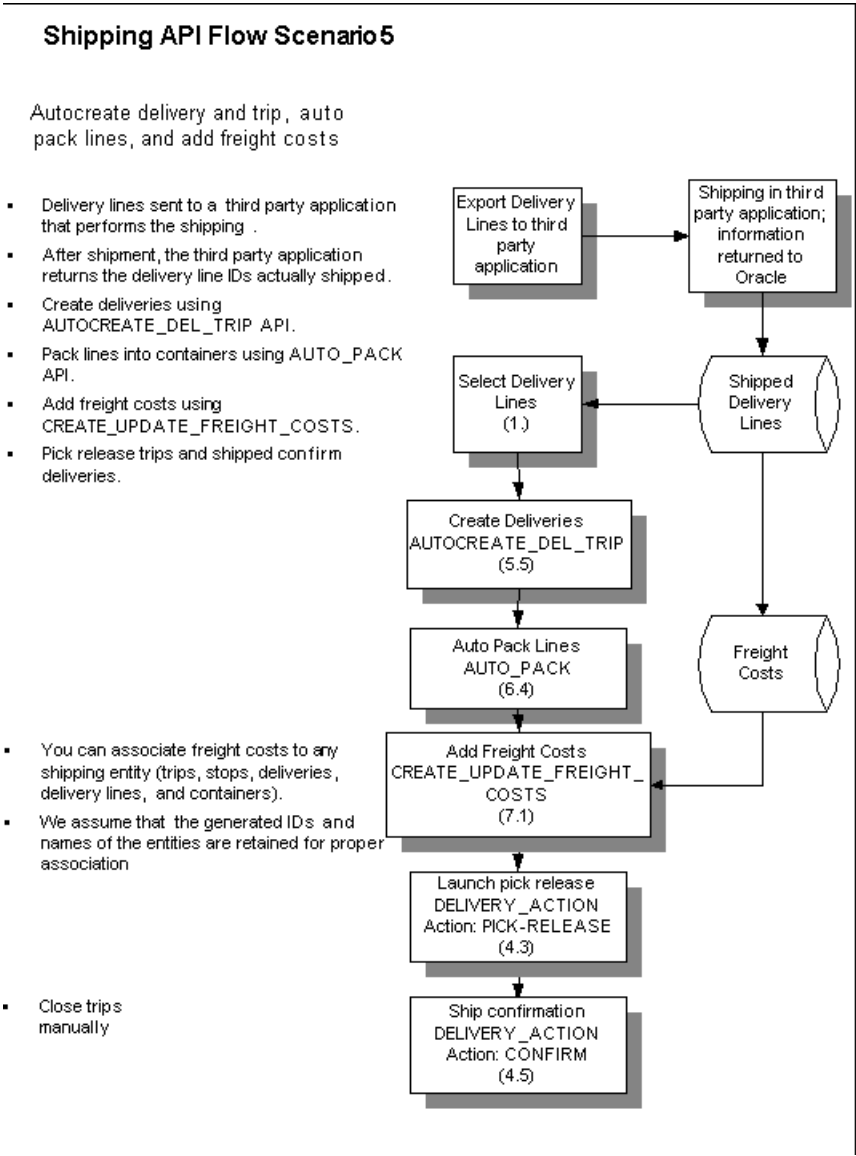 Shipping API Flow Scenario 5
Autocreate delivery and trip, auto
pack lines, and add freight costs
▪ Delivery lines sent to a third party application
that performs the shipping .
▪ After shipment, the third party application
returns the delivery line IDs actually shipped.
▪ Create deliveries using
AUTOCREATE_DEL_TRIP API.
▪ Pack lines into containers using AUTO_PACK
API.
▪ Add freight costs using
CREATE_UPDATE_FREIGHT_COSTS.
▪ Pick release trips and shipped confirm
deliveries.
Export Delivery
Lines to third
party
application
Shipping in third
party application;
information
returned to
Oracle
Select Delivery
Lines
(1.)
Shipped
Delivery
Lines
Create Deliveries
AUTOCREATE_DEL_TRIP
(5.5)
Auto Pack Lines
AUTO_PACK
(6.4)
Freight
Costs
▪ You can associate freight costs to any
shipping entity (trips, stops, deliveries,
delivery lines, and containers).
▪ We assume that the generated IDs and
names of the entities are retained for proper
association
Add Freight Costs
CREATE_UPDATE_FREIGHT_
COSTS
(7.1)
Launch pick release
DELIVERY_ACTION
Action: PICK-RELEASE
(4.3)
▪ Close trips
manually
Ship confirmation
DELIVERY_ACTION
Action: CONFIRM
(4.5)